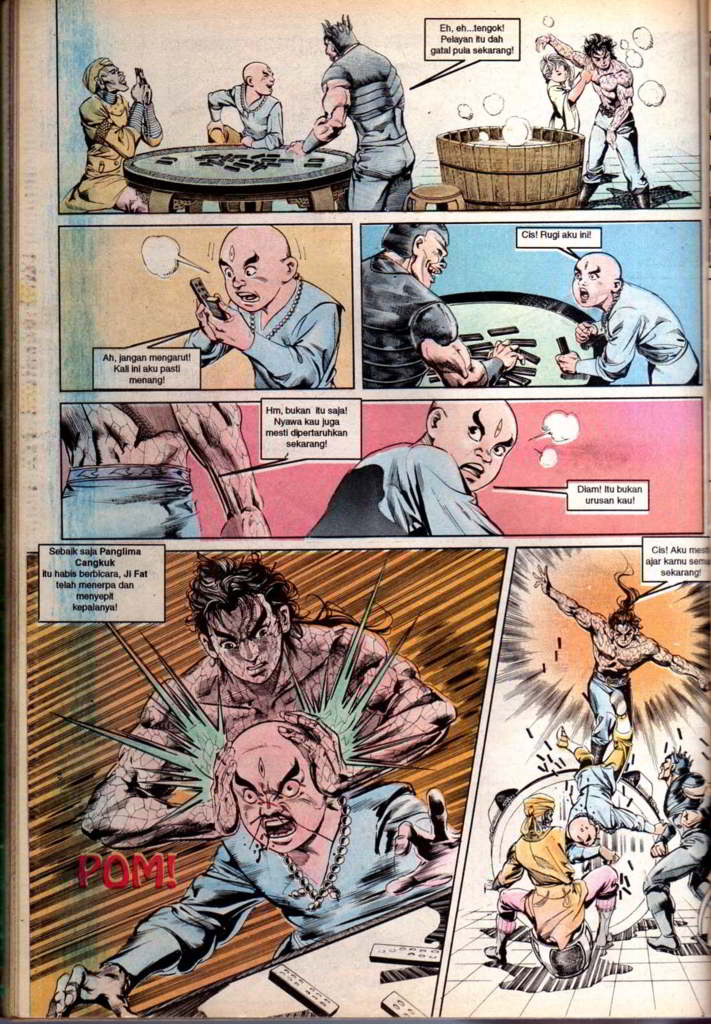 Eh, eh...tengok!
Pelayan itu dah
gatal pula sekarang!
Ah, jangan mengarut!
Kali ini aku pasti
menang!
Cis! Rugi aku ini!
Hm, bukan itu saja!
Nyawa kau juga
mesti dipertaruhkan
sekarang!
Diam! Itu bukan
urusan kau!
Sebaik saja Panglima
Cangkuk
itu habis berbicara, Ji Fat
telah menerpa dan
menyepit
kepalanya!
POM!
Cis! Aku mesti
ajar kamu sema
sekarang!